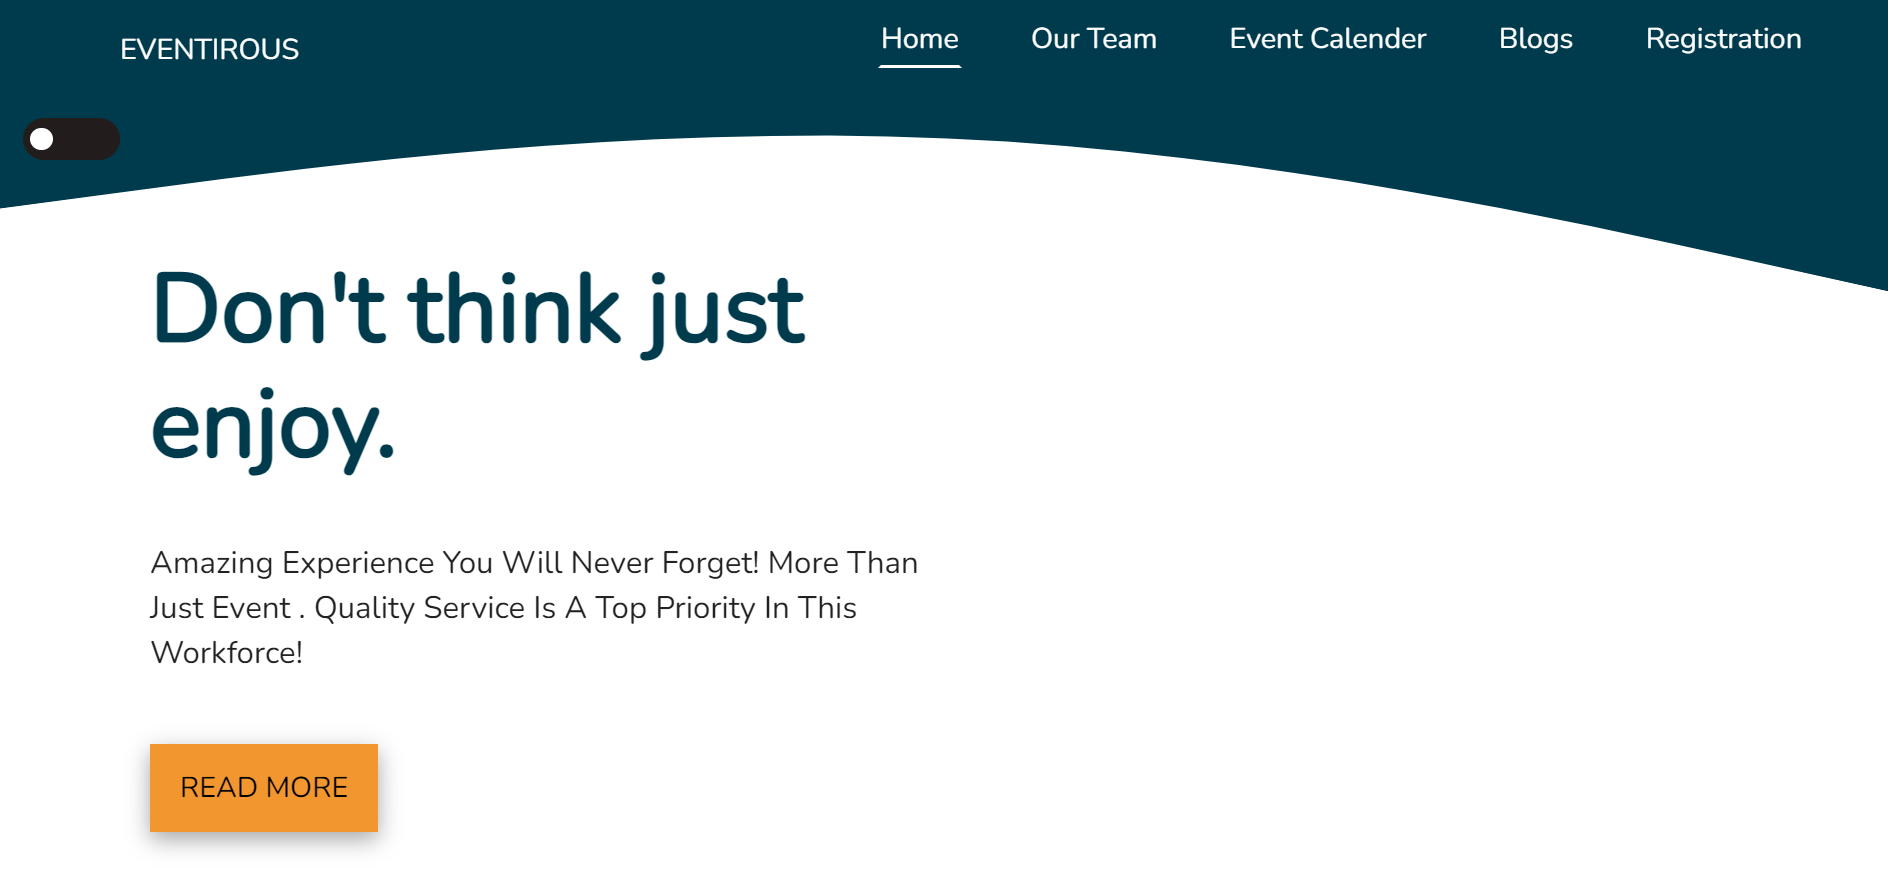 EVENTIROUS
Home
Our Team
Event Calender
Blogs
Registration
Don't think just
enjoy.
Amazing Experience You Will Never Forget! More Than
Just Event . Quality Service Is A Top Priority In This
Workforce!
READ MORE